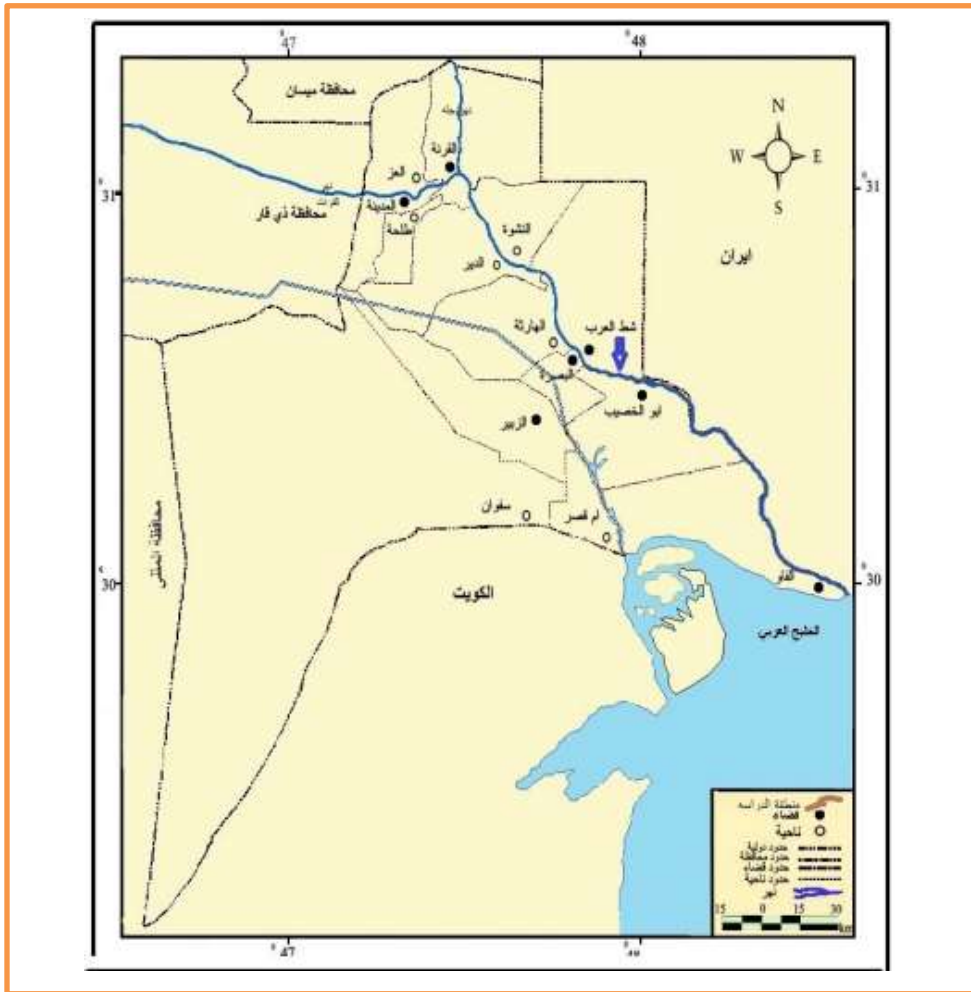 47 48
محافظة ميسان
N
W E
S
القرنة
العز
31 31
المدينة
محافظة ذي قار
طلحة
النشوة
ايران
الدير
شط العرب
الهارثة
البصرة
ابو الخصيب
الزبير
محافظة المثنى
سفوان
ام قصر
30 30
الفاو
الكويت
الخليج العربي
منطقة الدراسه
قضاء
ناحية
حدود دولية
حدود محافظة
حدود قضاء
حدود ناحية
نهر
15 0 15 30
km
47